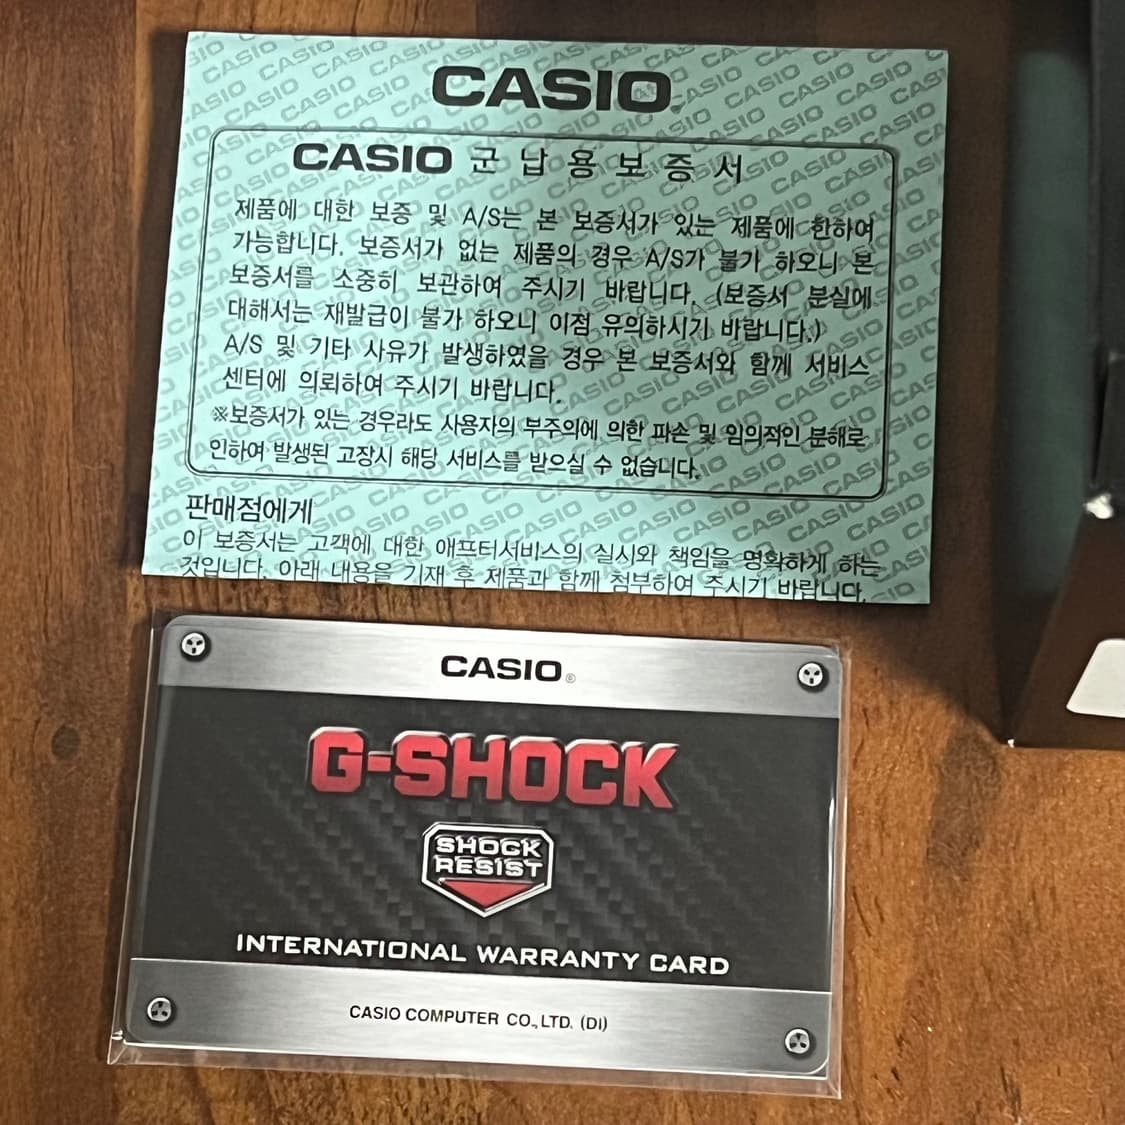 CASIO
CASIO 군 납 용 보 증 서
제품에 대한 보증 및 A/S는 본 보증서가 있는 제품에 한하여
가능합니다. 보증서가 없는 제품의 경우 A/S가 불가 하오니 본
보증서를 소중히 보관하여 주시기 바랍니다. (보증서 분실에
대해서는 재발급이 불가 하오니 이점 유의하시기 바랍니다.)
A/S 및 기타 사유가 발생하였을 경우 본 보증서와 함께 서비스
센터에 의뢰하여 주시기 바랍니다.
※보증서가 있는 경우라도 사용자의 부주의에 의한 파손 및 임의적인 분해로
인하여 발생된 고장시 해당 서비스를 받으실 수 없습니다.
판매점에게
이 보증서는 고객에 대한 애프터서비스의 실시와 책임을 명확하게 하는
것입니다. 아래 내용을 기재 후 제품과 함께 첨부하여 주시기 바랍니다.
CASIO®
G-SHOCK
SHOCK
RESIST
INTERNATIONAL WARRANTY CARD
CASIO COMPUTER CO., LTD. (DI)